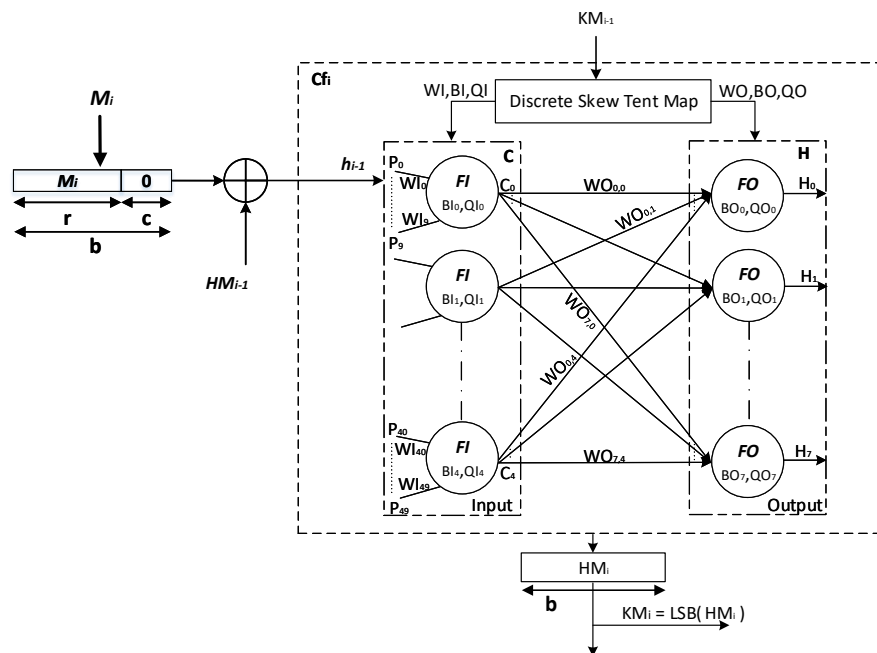 KMᵢ₋₁
Cfᵢ
WI,BI,QI
Discrete Skew Tent Map
WO,BO,QO
Mᵢ
Mᵢ 0
r c
b
HMᵢ₋₁
hᵢ₋₁
C
H
P₀
WI₀
WI₉
P₉
FI
BI₀,QI₀
C₀
WO₀,₀
WO₀,₁
FO
BO₀,QO₀
H₀
FI
BI₁,QI₁
WO₇,₀
FO
BO₁,QO₁
H₁
WO₀,₄
P₄₀
WI₄₀
WI₄₉
P₄₉
FI
BI₄,QI₄
C₄
WO₇,₄
FO
BO₇,QO₇
H₇
Input
Output
HMᵢ
b
KMᵢ = LSB( HMᵢ )